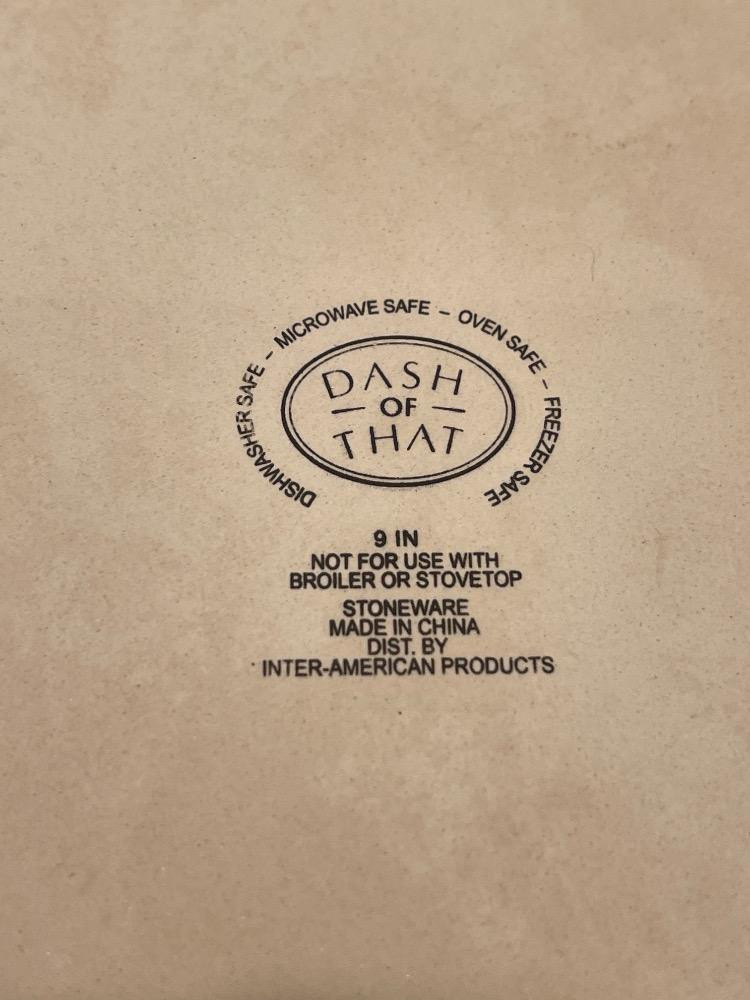 DISHWASHER SAFE – MICROWAVE SAFE – OVEN SAFE – FREEZER SAFE
DASH
– OF –
THAT
9 IN
NOT FOR USE WITH
BROILER OR STOVETOP
STONEWARE
MADE IN CHINA
DIST. BY
INTER-AMERICAN PRODUCTS